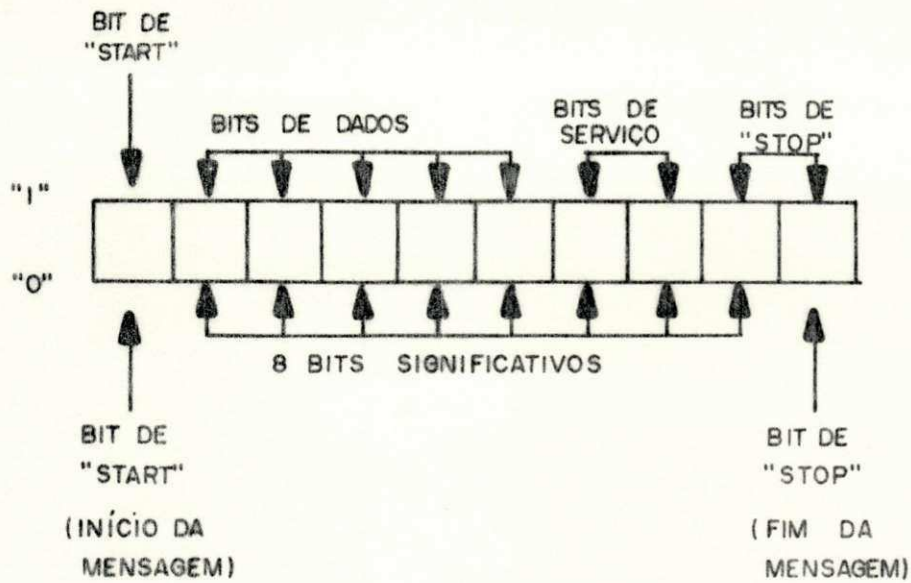 BIT DE
"START"
BITS DE DADOS
BITS DE
SERVIÇO
BITS DE
"STOP"
"1"
"0"
8 BITS SIGNIFICATIVOS
BIT DE
"START"
(INÍCIO DA
MENSAGEM)
BIT DE
"STOP"
(FIM DA
MENSAGEM)